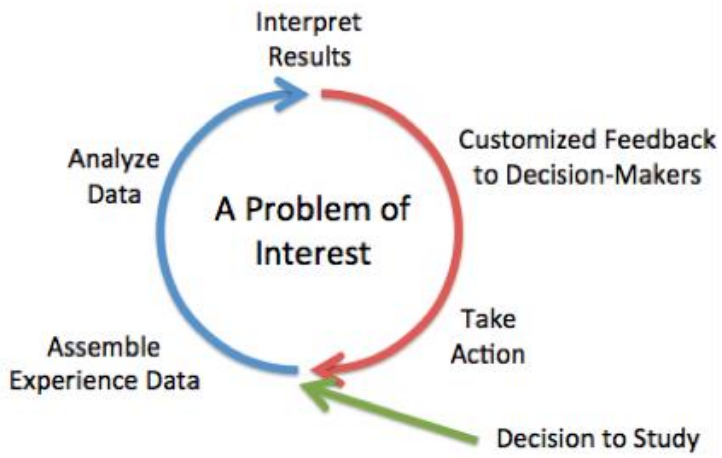 Interpret
Results
Customized Feedback
to Decision-Makers
Analyze
Data
A Problem of
Interest
Take
Action
Assemble
Experience Data
Decision to Study